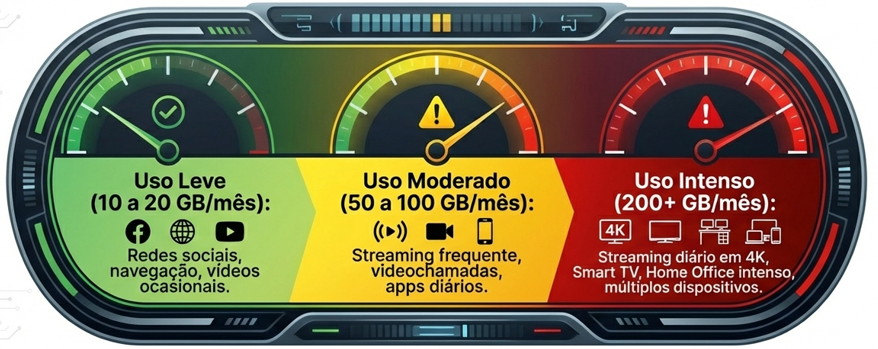 Uso Leve
(10 a 20 GB/mês):
Redes sociais,
navegação, vídeos
ocasionais.
Uso Moderado
(50 a 100 GB/mês):
Streaming frequente,
videochamadas,
apps diários.
Uso Intenso
(200+ GB/mês):
4K
Streaming diário em 4K,
Smart TV, Home Office intenso,
múltiplos dispositivos.